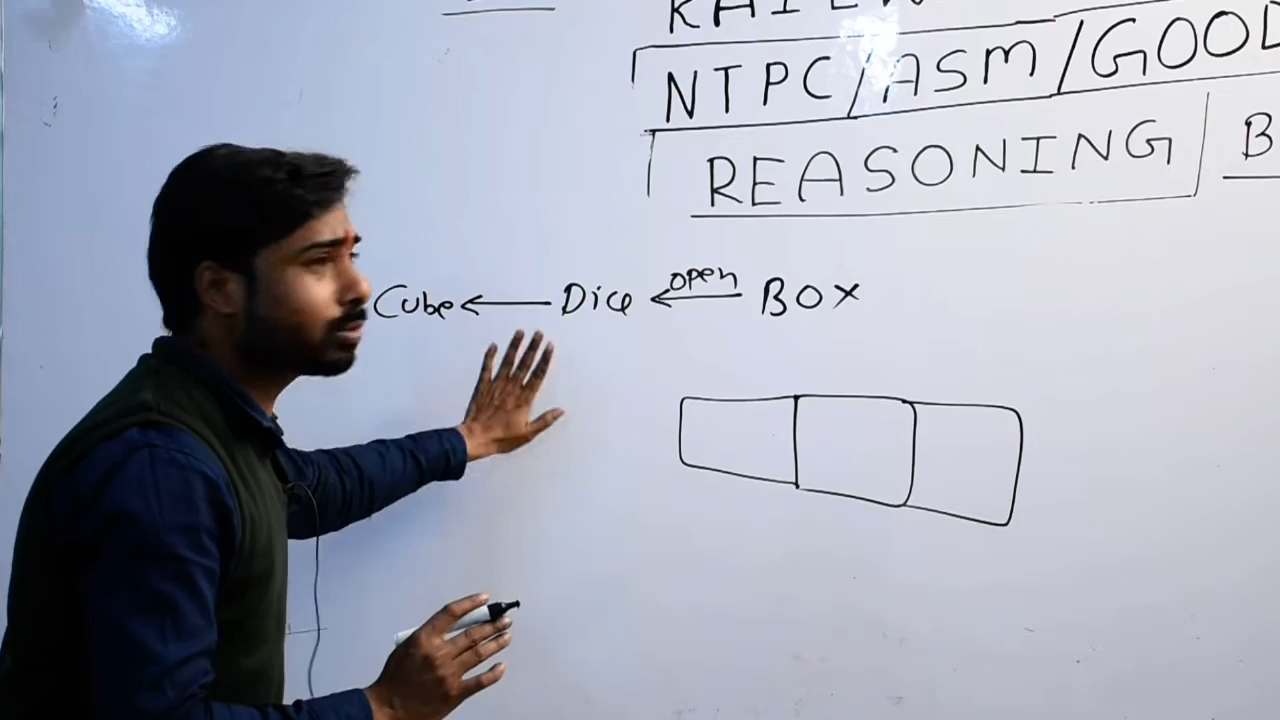 NTPC/ASM/GOOD
REASONING
Cube ← Dice ← open BOX